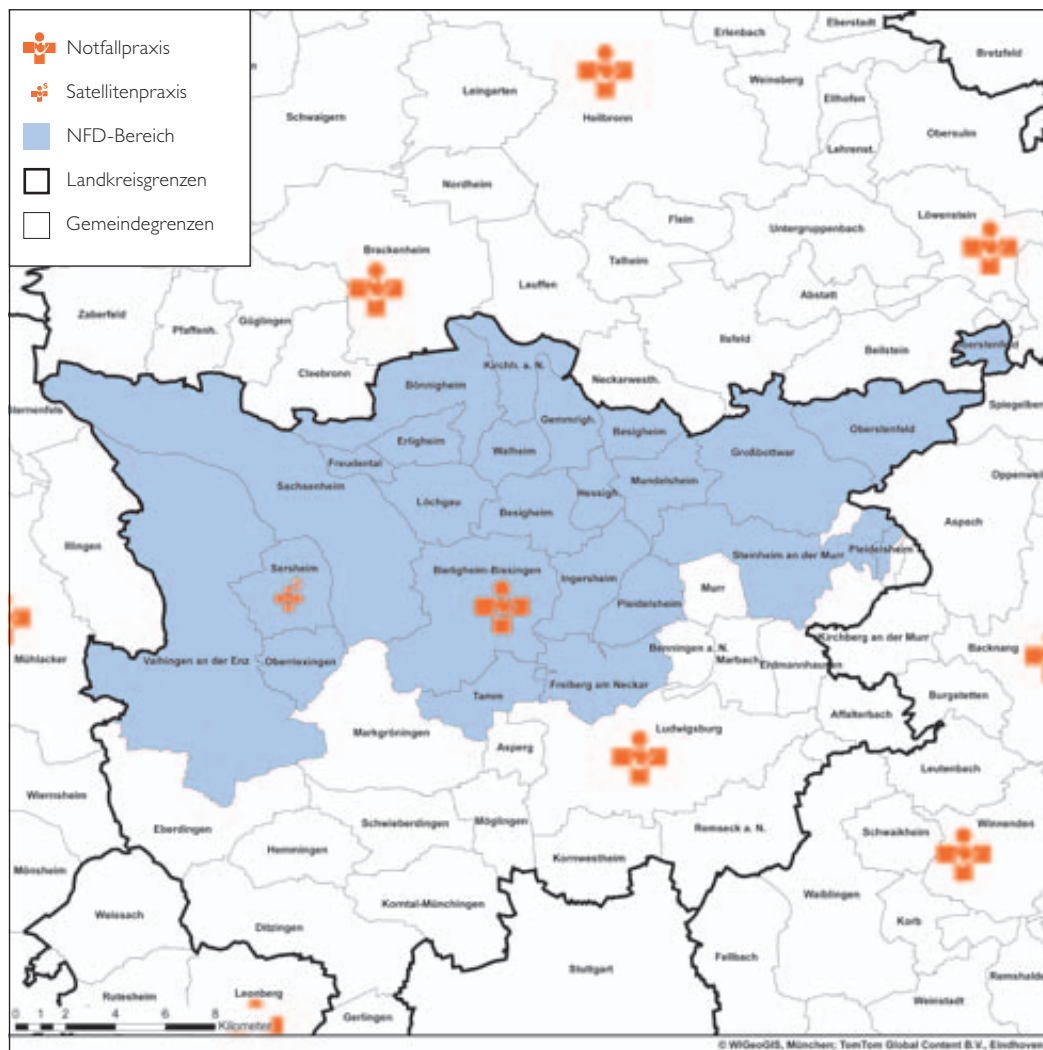 Notfallpraxis
Satellitenpraxis
NFD-Bereich
Landkreisgrenzen
Gemeindegrenzen
Eberstadt
Erlenbach
Bretzfeld
Weinsberg
Leingarten
Ellhofen
Schwaigern
Heilbronn
Obersulm
Lehrenst.
Nordheim
Flein
Löwenstein
Untergruppenbach
Brackenheim
Talheim
Lauffen
Abstatt
Zaberfeld
Güglingen
Pfaffenh.
Ilsfeld
Oberstenfeld
Beilstein
Cleebronn
Kirchh. a. N.
Neckarwesth.
Bönnigheim
Spiegelberg
Gemmrigh.
Oberstenfeld
Erligheim
Besigheim
Walheim
Großbottwar
Freudental
Sachsenheim
Mundelsheim
Hessigh.
Löchgau
Besigheim
Aspach
Illingen
Steinheim an der Murr
Pleidelsheim
Sersheim
Bietigheim-Bissingen
Ingersheim
Murr
Pleidelsheim
Kirchberg an der Murr
Benningen a. N.
Backnang
Mühlacker
Vaihingen an der Enz
Oberriexingen
Marbach
Erdmannhausen
Freiberg am Neckar
Tamm
Burgstetten
Affalterbach
Ludwigsburg
Markgröningen
Asperg
Leutenbach
Wiernsheim
Schwieberdingen
Möglingen
Remseck a. N.
Winnenden
Eberdingen
Schwaikheim
Hemmingen
Kornwestheim
Mönsheim
Waiblingen
Korntal-Münchingen
Weissach
Korb
Ditzingen
Fellbach
Stuttgart
Rutesheim
Leonberg
Weinstadt
Gerlingen
0 1 2 4 6 8
Kilometer
© WIGeoGIS, München; TomTom Global Content B.V., Eindhoven